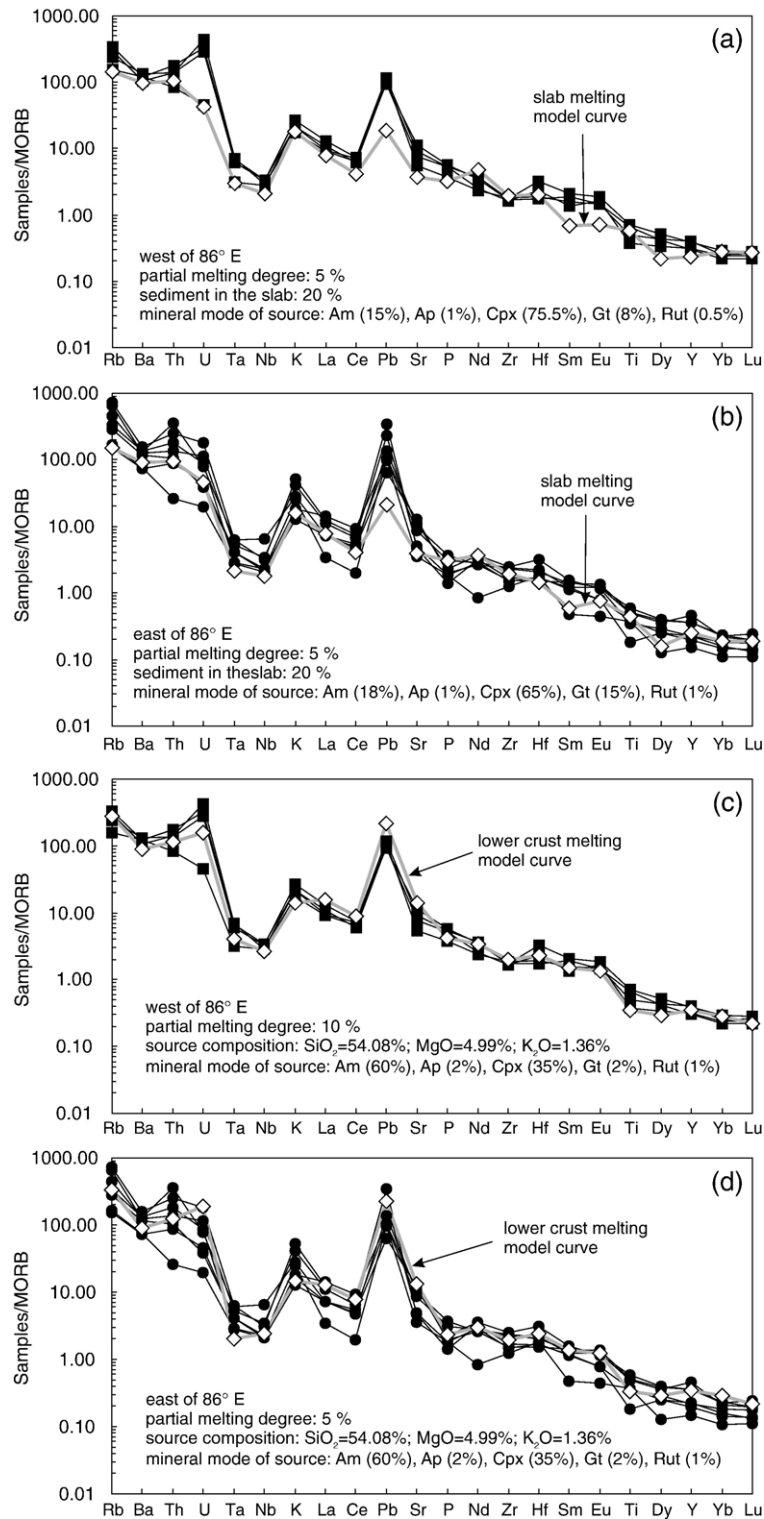 (a)
Samples/MORB
1000.00
100.00
10.00
1.00
0.10
0.01
slab melting
model curve
west of 86° E
partial melting degree: 5 %
sediment in the slab: 20 %
mineral mode of source: Am (15%), Ap (1%), Cpx (75.5%), Gt (8%), Rut (0.5%)
Rb Ba Th U Ta Nb K La Ce Pb Sr P Nd Zr Hf Sm Eu Ti Dy Y Yb Lu
(b)
Samples/MORB
1000.00
100.00
10.00
1.00
0.10
0.01
slab melting
model curve
east of 86° E
partial melting degree: 5 %
sediment in theslab: 20 %
mineral mode of source: Am (18%), Ap (1%), Cpx (65%), Gt (15%), Rut (1%)
Rb Ba Th U Ta Nb K La Ce Pb Sr P Nd Zr Hf Sm Eu Ti Dy Y Yb Lu
(c)
Samples/MORB
1000.00
100.00
10.00
1.00
0.10
0.01
lower crust melting
model curve
west of 86° E
partial melting degree: 10 %
source composition: SiO₂=54.08%; MgO=4.99%; K₂O=1.36%
mineral mode of source: Am (60%), Ap (2%), Cpx (35%), Gt (2%), Rut (1%)
Rb Ba Th U Ta Nb K La Ce Pb Sr P Nd Zr Hf Sm Eu Ti Dy Y Yb Lu
(d)
Samples/MORB
1000.00
100.00
10.00
1.00
0.10
0.01
lower crust melting
model curve
east of 86° E
partial melting degree: 5 %
source composition: SiO₂=54.08%; MgO=4.99%; K₂O=1.36%
mineral mode of source: Am (60%), Ap (2%), Cpx (35%), Gt (2%), Rut (1%)
Rb Ba Th U Ta Nb K La Ce Pb Sr P Nd Zr Hf Sm Eu Ti Dy Y Yb Lu